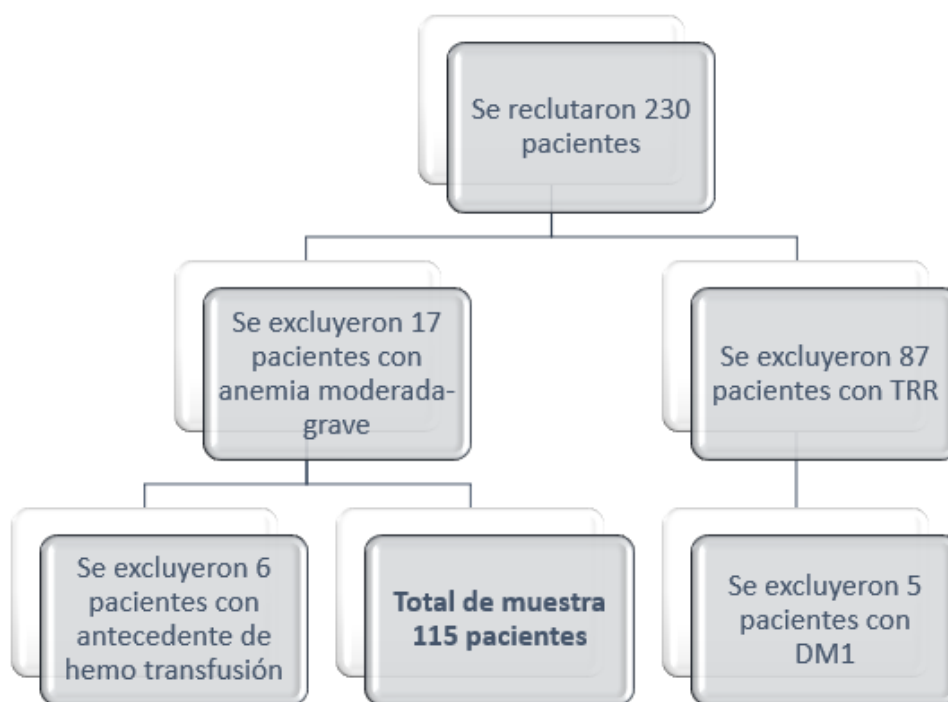 Se reclutaron 230
pacientes
Se excluyeron 17
pacientes con
anemia moderada-
grave
Se excluyeron 87
pacientes con TRR
Se excluyeron 6
pacientes con
antecedente de
hemo transfusión
Total de muestra
115 pacientes
Se excluyeron 5
pacientes con
DM1